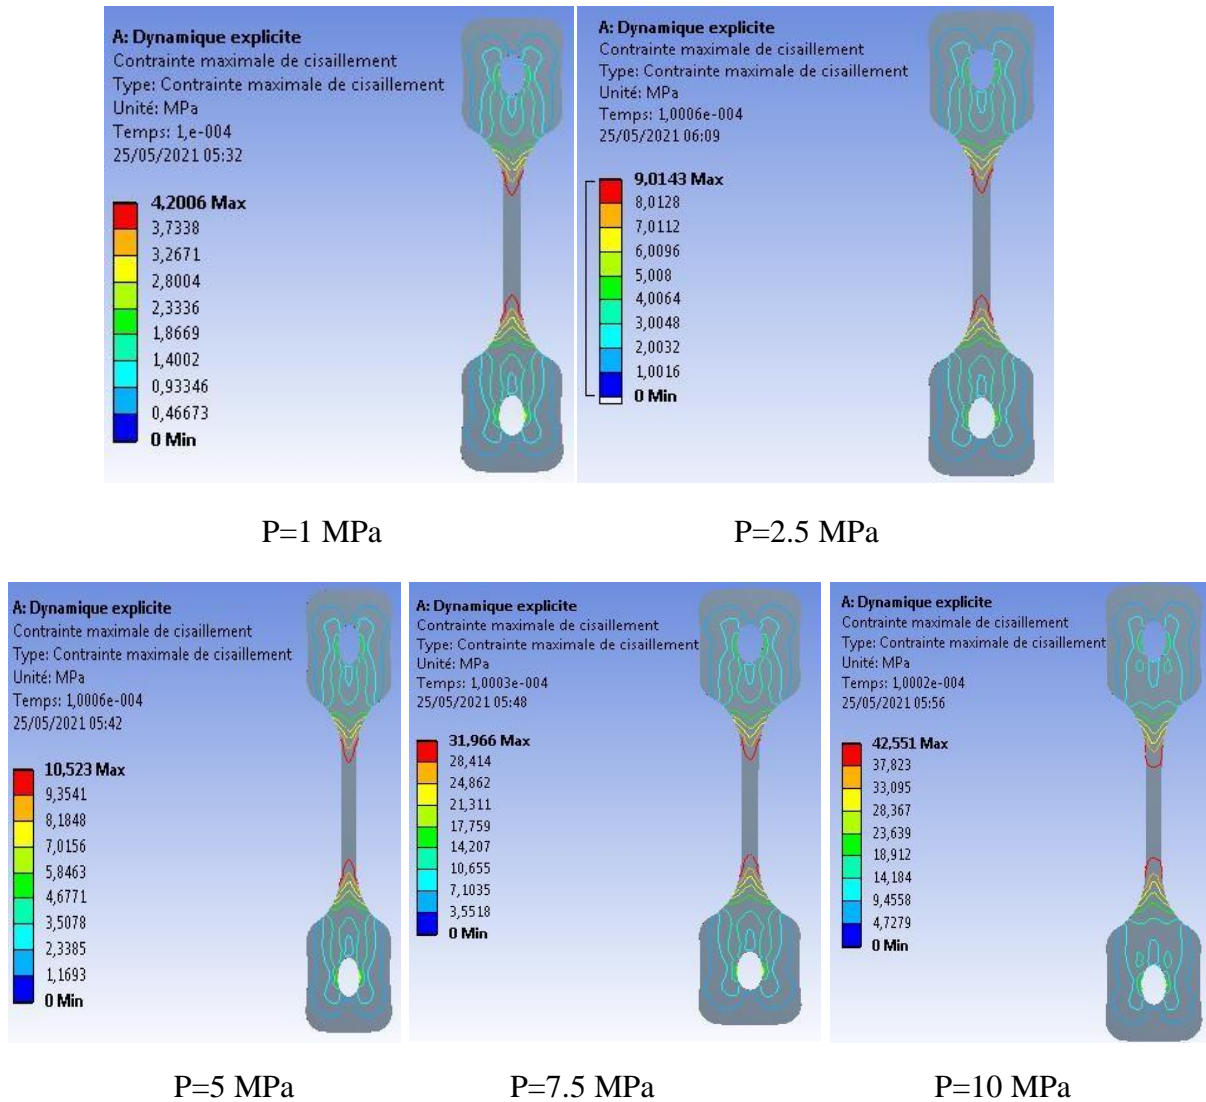 A: Dynamique explicite
Contrainte maximale de cisaillement
Type: Contrainte maximale de cisaillement
Unité: MPa
Temps: 1,e-004
25/05/2021 05:32
4,2006 Max
3,7338
3,2671
2,8004
2,3336
1,8669
1,4002
0,93346
0,46673
0 Min
A: Dynamique explicite
Contrainte maximale de cisaillement
Type: Contrainte maximale de cisaillement
Unité: MPa
Temps: 1,0006e-004
25/05/2021 06:09
9,0143 Max
8,0128
7,0112
6,0096
5,008
4,0064
3,0048
2,0032
1,0016
0 Min
P=1 MPa
P=2.5 MPa
A: Dynamique explicite
Contrainte maximale de cisaillement
Type: Contrainte maximale de cisaillement
Unité: MPa
Temps: 1,0006e-004
25/05/2021 05:42
10,523 Max
9,3541
8,1848
7,0156
5,8463
4,6771
3,5078
2,3385
1,1693
0 Min
A: Dynamique explicite
Contrainte maximale de cisaillement
Type: Contrainte maximale de cisaillement
Unité: MPa
Temps: 1,0003e-004
25/05/2021 05:48
31,966 Max
28,414
24,862
21,311
17,759
14,207
10,655
7,1035
3,5518
0 Min
A: Dynamique explicite
Contrainte maximale de cisaillement
Type: Contrainte maximale de cisaillement
Unité: MPa
Temps: 1,0002e-004
25/05/2021 05:56
42,551 Max
37,823
33,095
28,367
23,639
18,912
14,184
9,4558
4,7279
0 Min
P=5 MPa
P=7.5 MPa
P=10 MPa